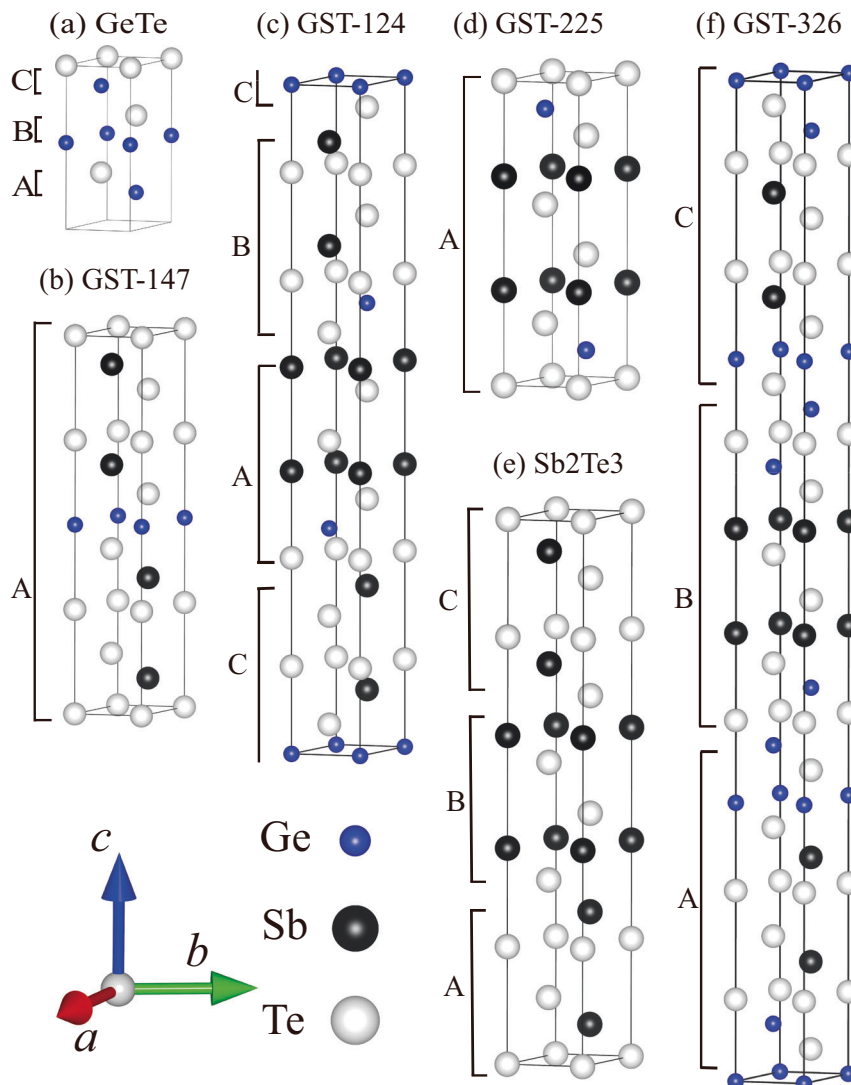 (a) GeTe
C
B
A
(b) GST-147
A
(c) GST-124
C
B
A
C
(d) GST-225
A
(e) Sb2Te3
C
B
A
(f) GST-326
C
B
A
c
b
a
Ge
Sb
Te